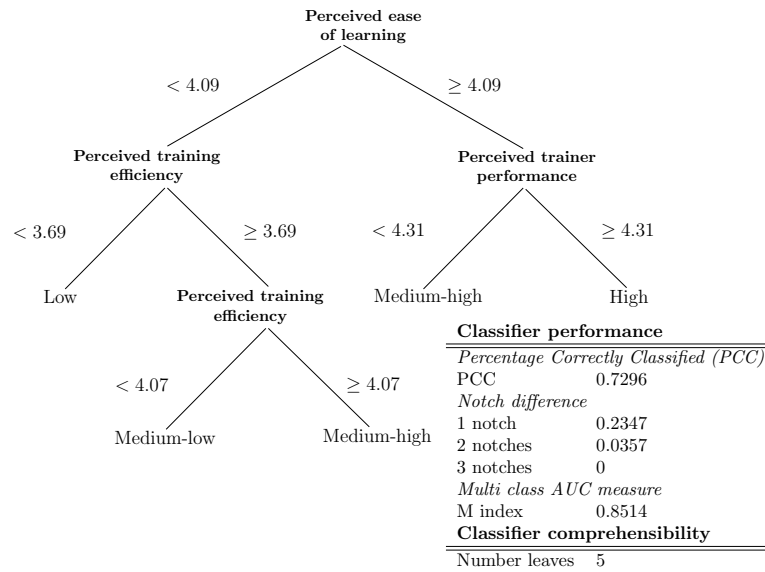 Perceived ease
of learning
< 4.09
≥ 4.09
Perceived training
efficiency
Perceived trainer
performance
< 3.69
≥ 3.69
< 4.31
≥ 4.31
Low
Perceived training
efficiency
Medium-high
High
< 4.07
≥ 4.07
Medium-low
Medium-high
Classifier performance
Percentage Correctly Classified (PCC)
PCC 0.7296
Notch difference
1 notch 0.2347
2 notches 0.0357
3 notches 0
Multi class AUC measure
M index 0.8514
Classifier comprehensibility
Number leaves 5